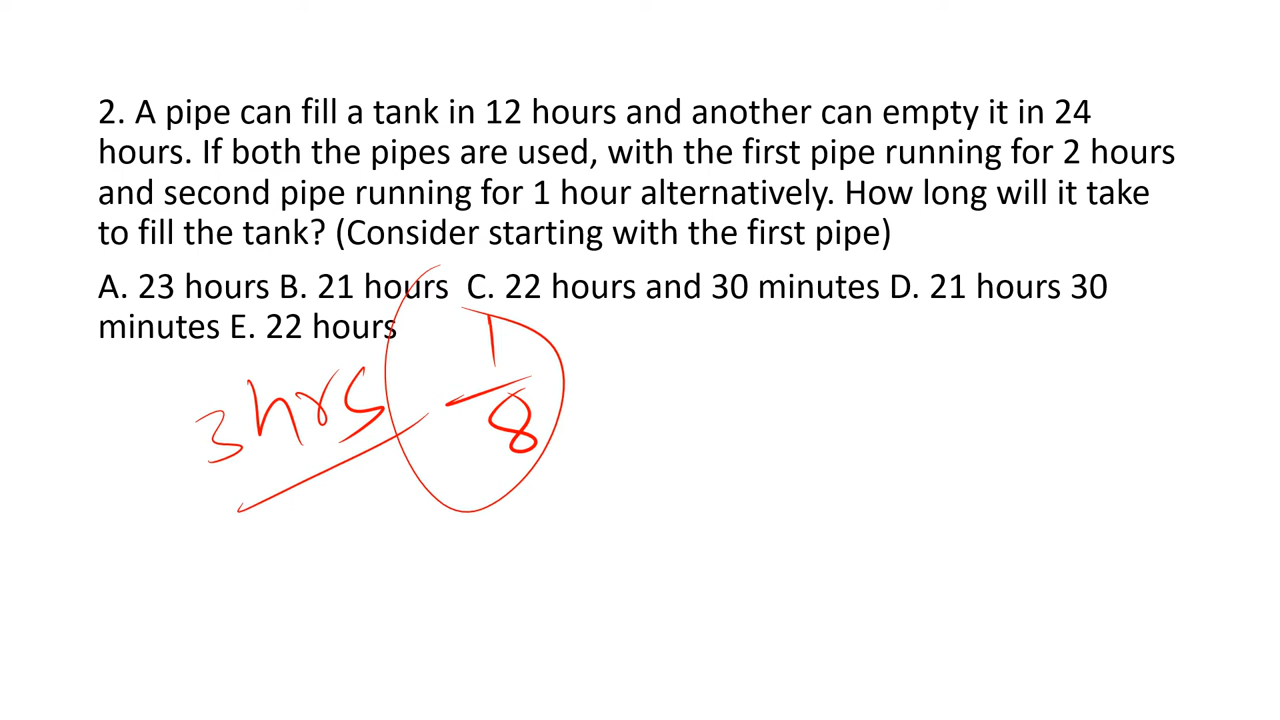 2. A pipe can fill a tank in 12 hours and another can empty it in 24
hours. If both the pipes are used, with the first pipe running for 2 hours
and second pipe running for 1 hour alternatively. How long will it take
to fill the tank? (Consider starting with the first pipe)
A. 23 hours B. 21 hours  C. 22 hours and 30 minutes D. 21 hours 30
minutes E. 22 hours
1
3 hrs
8